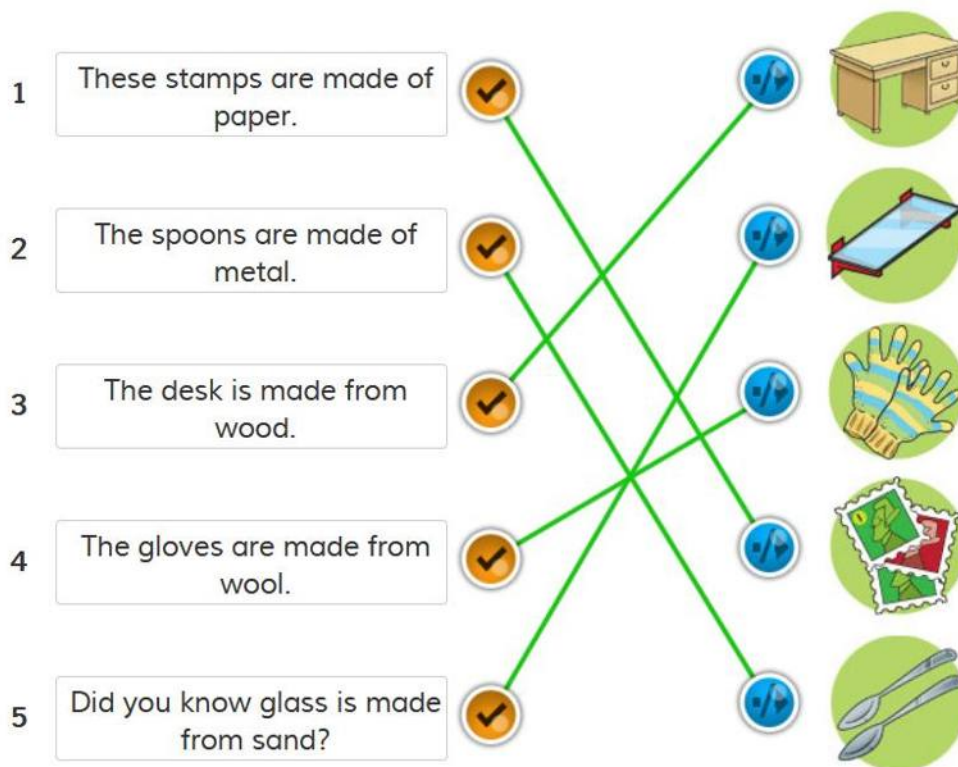 1
These stamps are made of
paper.
2
The spoons are made of
metal.
3
The desk is made from
wood.
4
The gloves are made from
wool.
5
Did you know glass is made
from sand?